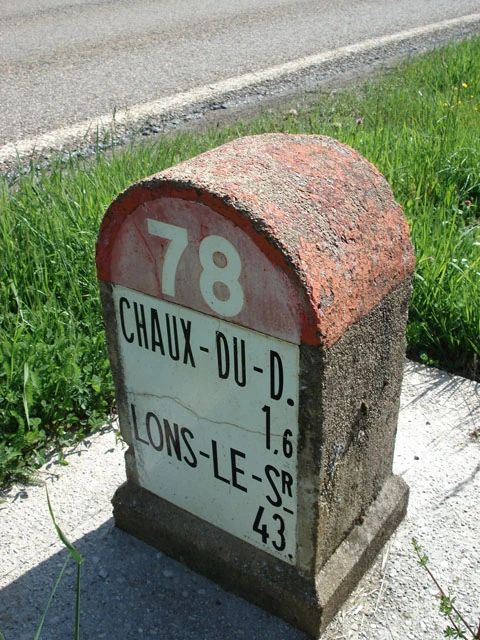 78
CHAUX-DU-D.
1,6
LONS-LE-SR
43.